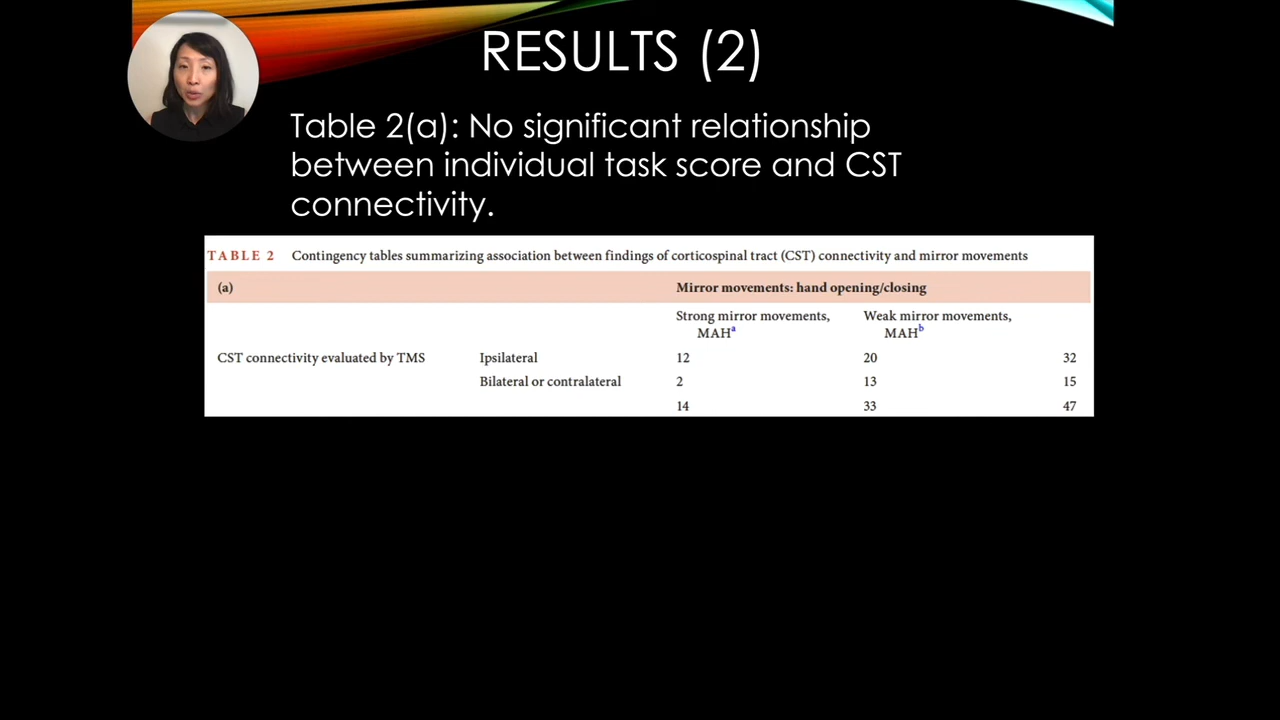 RESULTS (2)
Table 2(a): No significant relationship
between individual task score and CST
connectivity.
TABLE 2 Contingency tables summarizing association between findings of corticospinal tract (CST) connectivity and mirror movements
(a) Mirror movements: hand opening/closing
Strong mirror movements, Weak mirror movements,
MAHa MAHb
CST connectivity evaluated by TMS Ipsilateral 12 20 32
Bilateral or contralateral 2 13 15
14 33 47